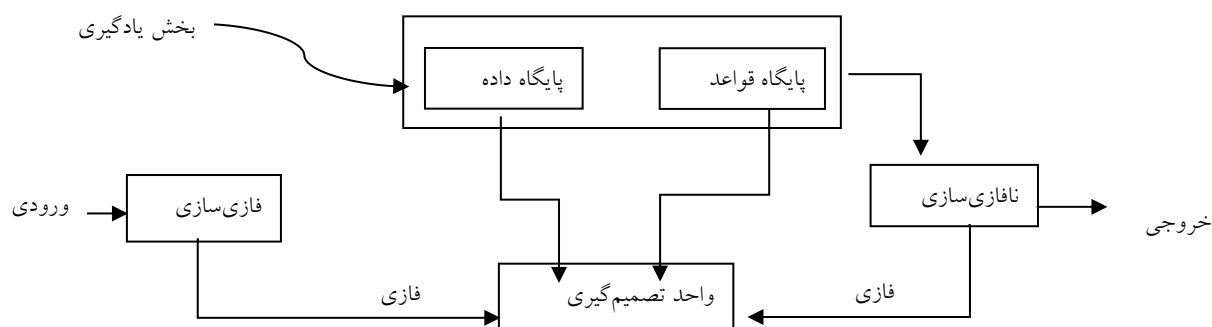 بخش یادگیری
پایگاه داده
پایگاه قواعد
ورودی
فازی‌سازی
نافازی‌سازی
خروجی
فازی
واحد تصمیم‌گیری
فازی